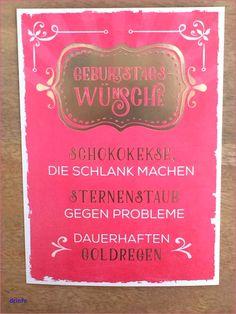 GEBURTSTAGS-
WÜNSCHE
SCHOKOKEKSE,
DIE SCHLANK MACHEN
STERNENSTAUB
GEGEN PROBLEME
DAUERHAFTEN
GOLDREGEN